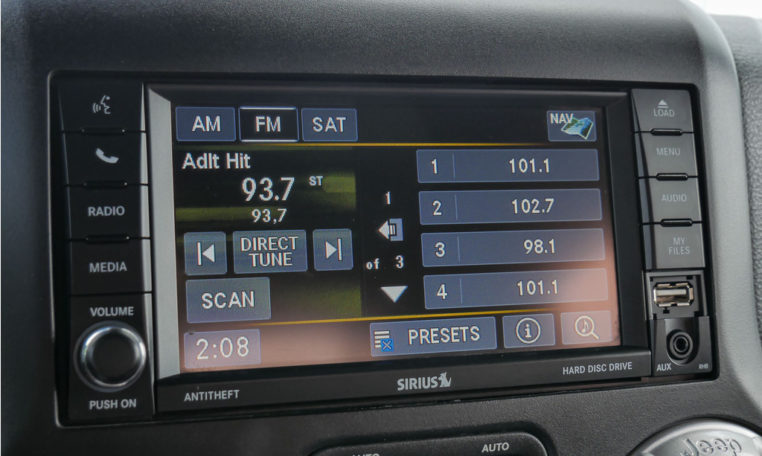 AM FM SAT NAV
Adlt Hit
93.7 ST
93,7
DIRECT
TUNE
SCAN
2:08
1
of 3
1 101.1
2 102.7
3 98.1
4 101.1
PRESETS
RADIO
MEDIA
VOLUME
PUSH ON
LOAD
MENU
AUDIO
MY
FILES
AUX RHB
ANTITHEFT
SIRIUS
HARD DISC DRIVE
AUTO
AUTO
Jeep